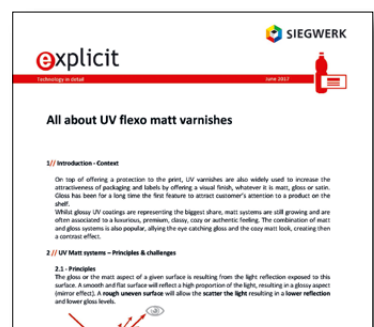 SIEGWERK
explicit
Technology in detail
June 2017
All about UV flexo matt varnishes
1// Introduction - Context
On top of offering a protection to the print, UV varnishes are also widely used to increase the
attractiveness of packaging and labels by offering a visual finish, whatever it is matt, gloss or satin.
Gloss has been for a long time the first feature to attract customer's attention to a product on the
shelf.
Whilst glossy UV coatings are representing the biggest share, matt systems are still growing and are
often associated to a luxurious, premium, classy, cozy or authentic feeling. The combination of matt
and gloss systems is also popular, allying the eye catching gloss and the cozy matt look, creating then
a contrast effect.
2 // UV Matt systems – Principles & challenges
2.1 - Principles
The gloss or the matt aspect of a given surface is resulting from the light reflection exposed to this
surface. A smooth and flat surface will reflect a high proportion of the light, resulting in a glossy aspect
(mirror effect). A rough uneven surface will allow the scatter the light resulting in a lower reflection
and lower gloss levels.